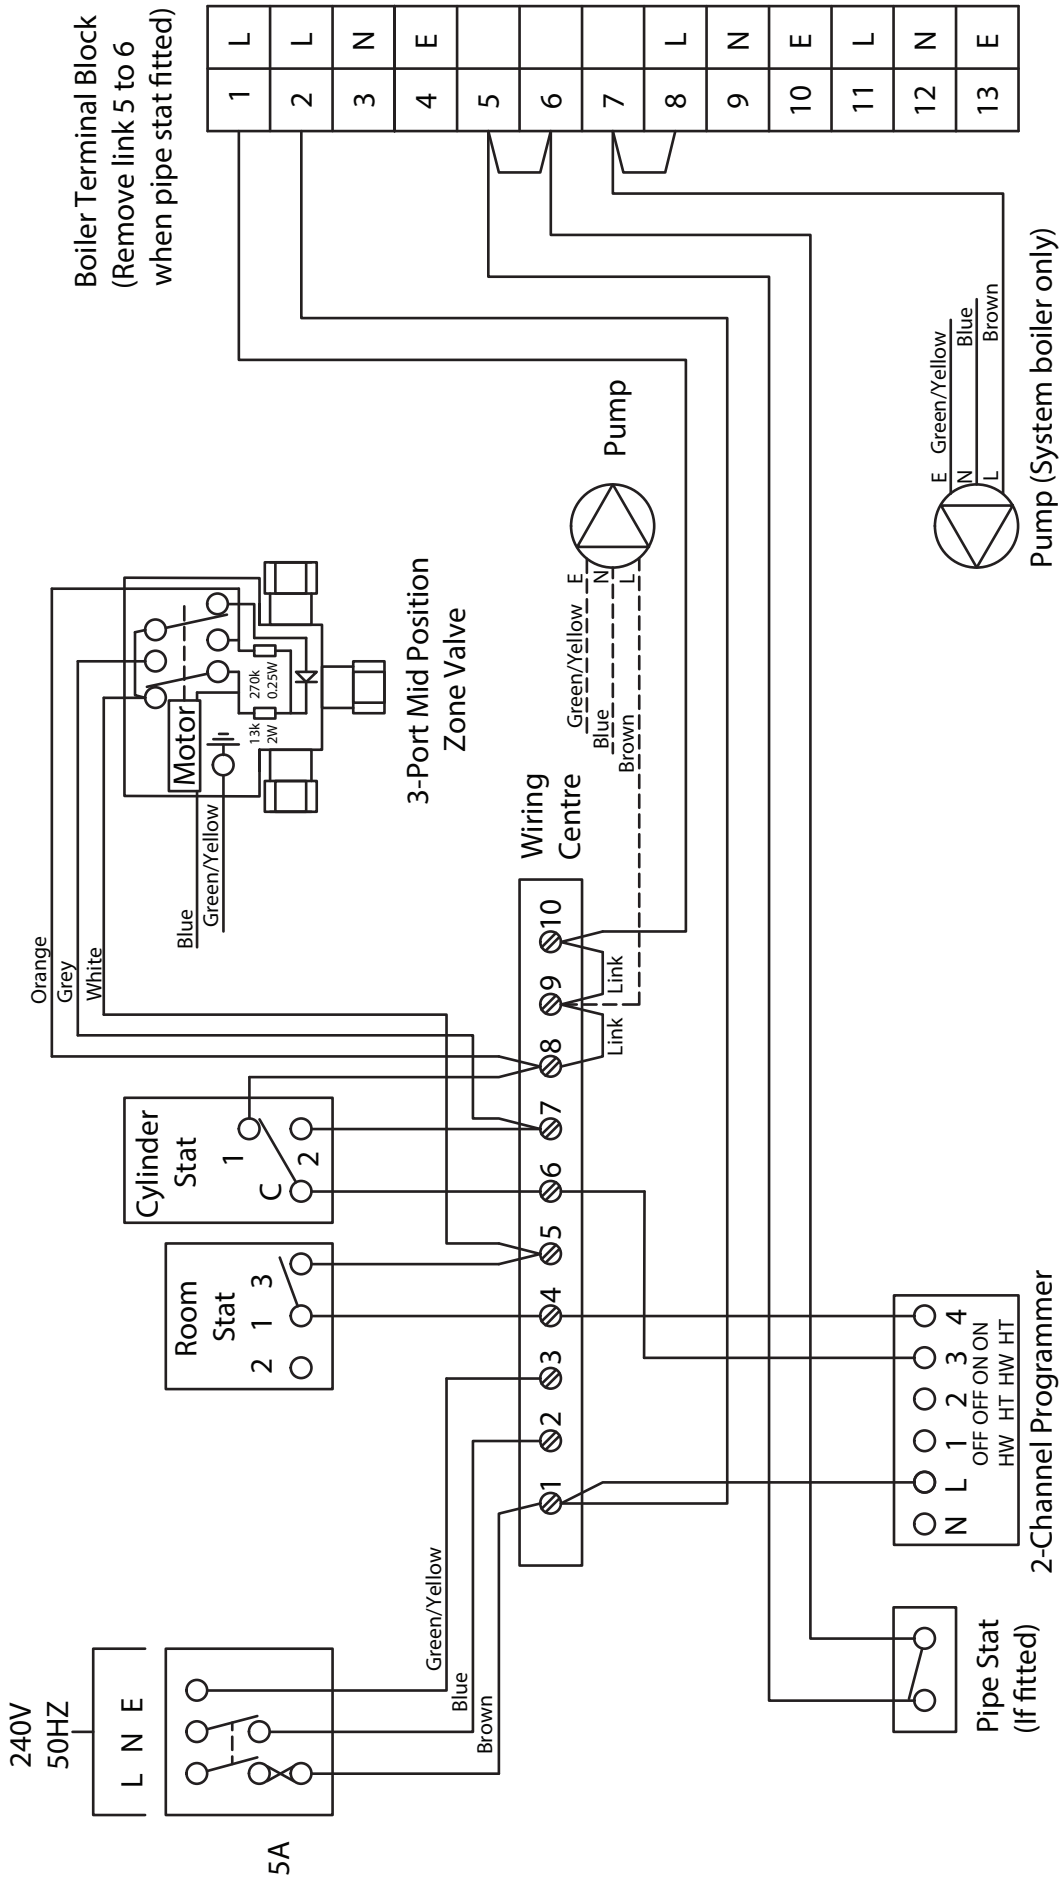 240V
50HZ
L N E
5A
Green/Yellow
Blue
Brown
Room
Stat
2 1 3
Cylinder
Stat
C
1
2
Orange
Grey
White
Blue
Green/Yellow
Motor
13k
2W
270k
0.25W
3-Port Mid Position
Zone Valve
Boiler Terminal Block
(Remove link 5 to 6
when pipe stat fitted)
1 L
2 L
3 N
4 E
5
6
7
8 L
9 N
10 E
11 L
12 N
13 E
Wiring
Centre
1 2 3 4 5 6 7 8 9 10
Link
Link
Green/Yellow E
Blue N
Brown L
Pump
Pipe Stat
(If fitted)
N L 1 2 3 4
OFF OFF ON ON
HW HT HW HT
2-Channel Programmer
E Green/Yellow
N Blue
L Brown
Pump (System boiler only)